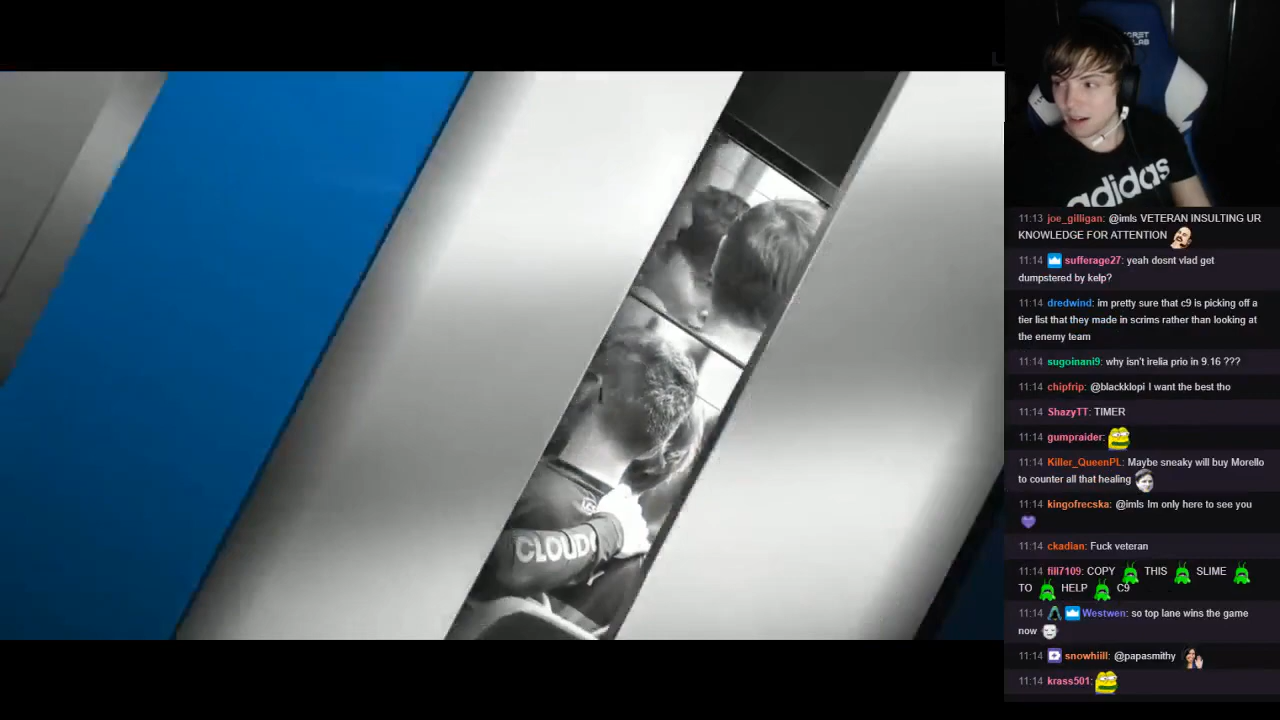 SECRET
LAB
adidas
CLOUD
11:13 joe_gilligan: @imls VETERAN INSULTING UR
KNOWLEDGE FOR ATTENTION
11:14 sufferage27: yeah dosnt vlad get
dumpstered by kelp?
11:14 dredwind: im pretty sure that c9 is picking off a
tier list that they made in scrims rather than looking at
the enemy team
11:14 sugoinani9: why isn't irelia prio in 9.16 ???
11:14 chipfrip: @blackklopi I want the best tho
11:14 ShazyTT: TIMER
11:14 gumpraider:
11:14 Killer_QueenPL: Maybe sneaky will buy Morello
to counter all that healing
11:14 kingofrecska: @imls Im only here to see you
11:14 ckadian: Fuck veteran
11:14 fill7109: COPY THIS SLIME
TO HELP C9
11:14 Westwen: so top lane wins the game
now
11:14 snowhiill: @papasmithy
11:14 krass501: